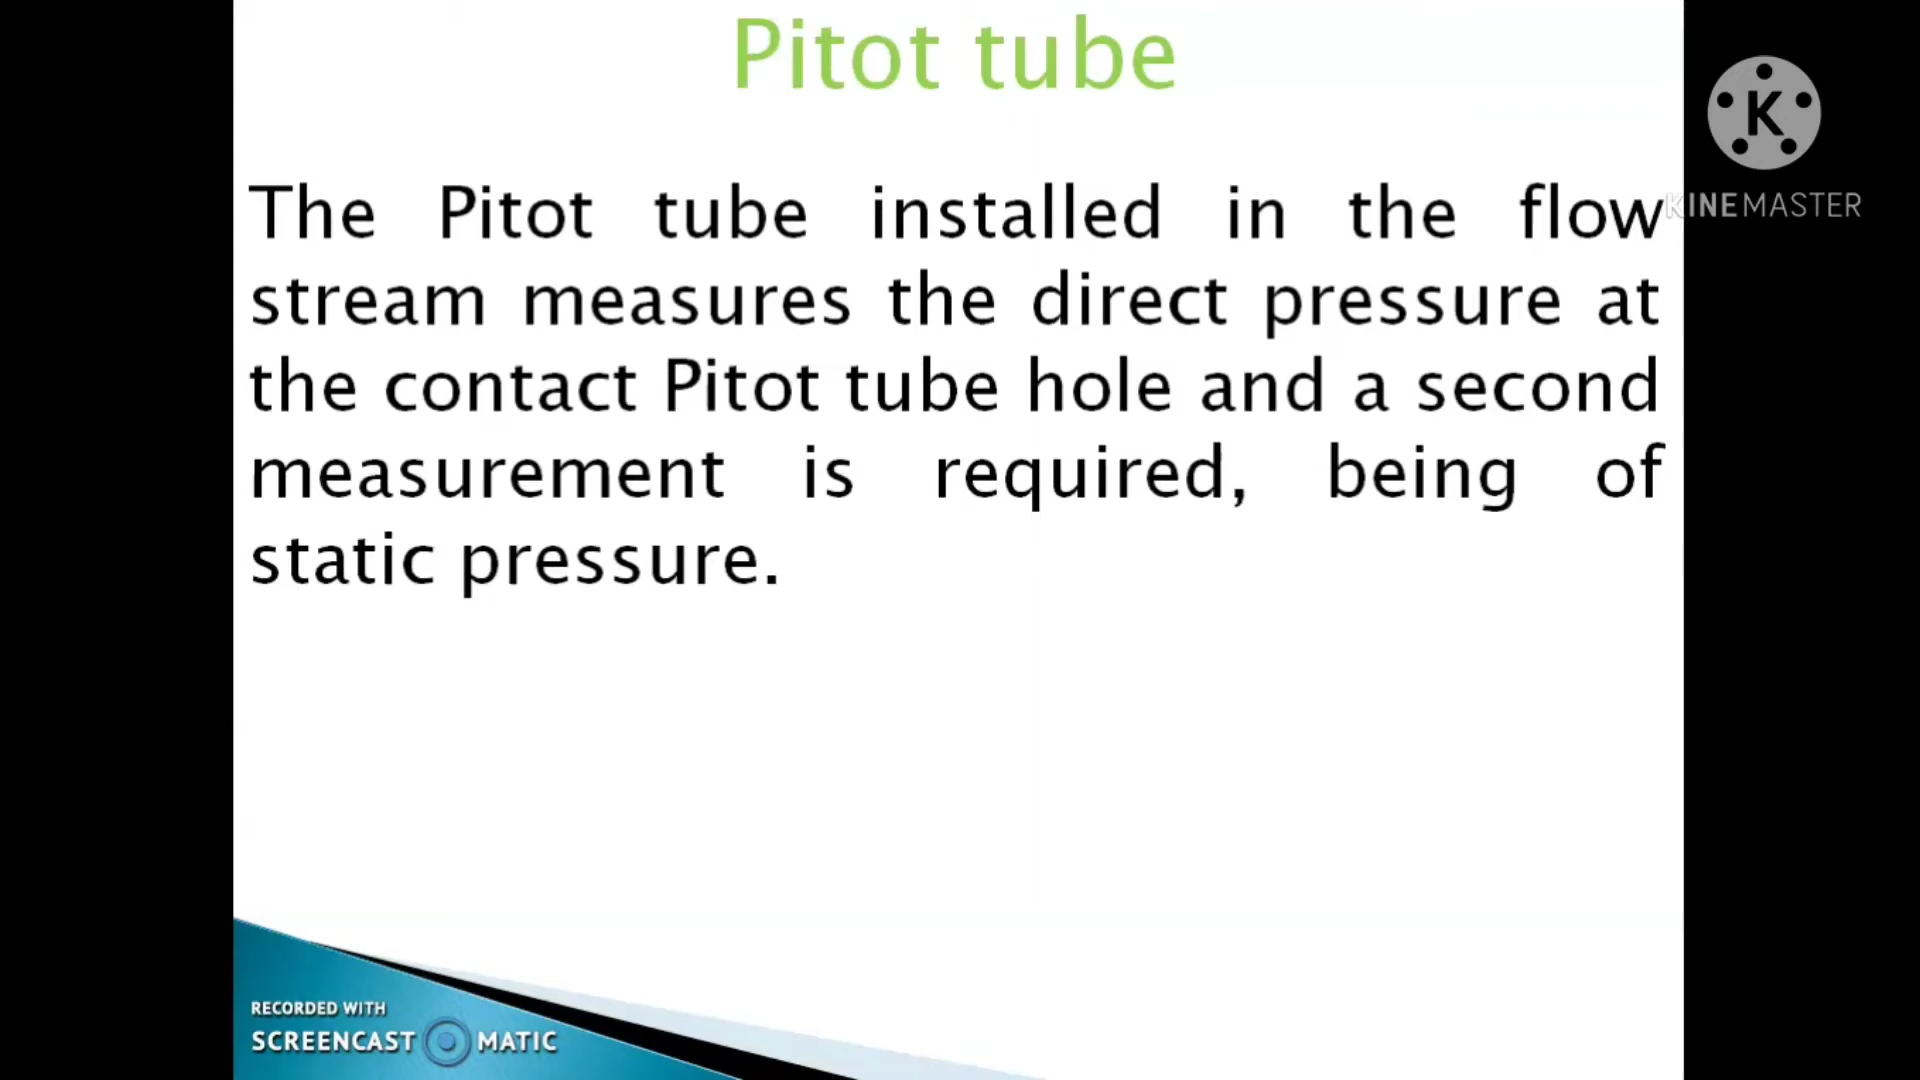 Pitot tube
The Pitot tube installed in the flow
stream measures the direct pressure at
the contact Pitot tube hole and a second
measurement is required, being of
static pressure.
K
KINEMASTER
RECORDED WITH
SCREENCAST MATIC